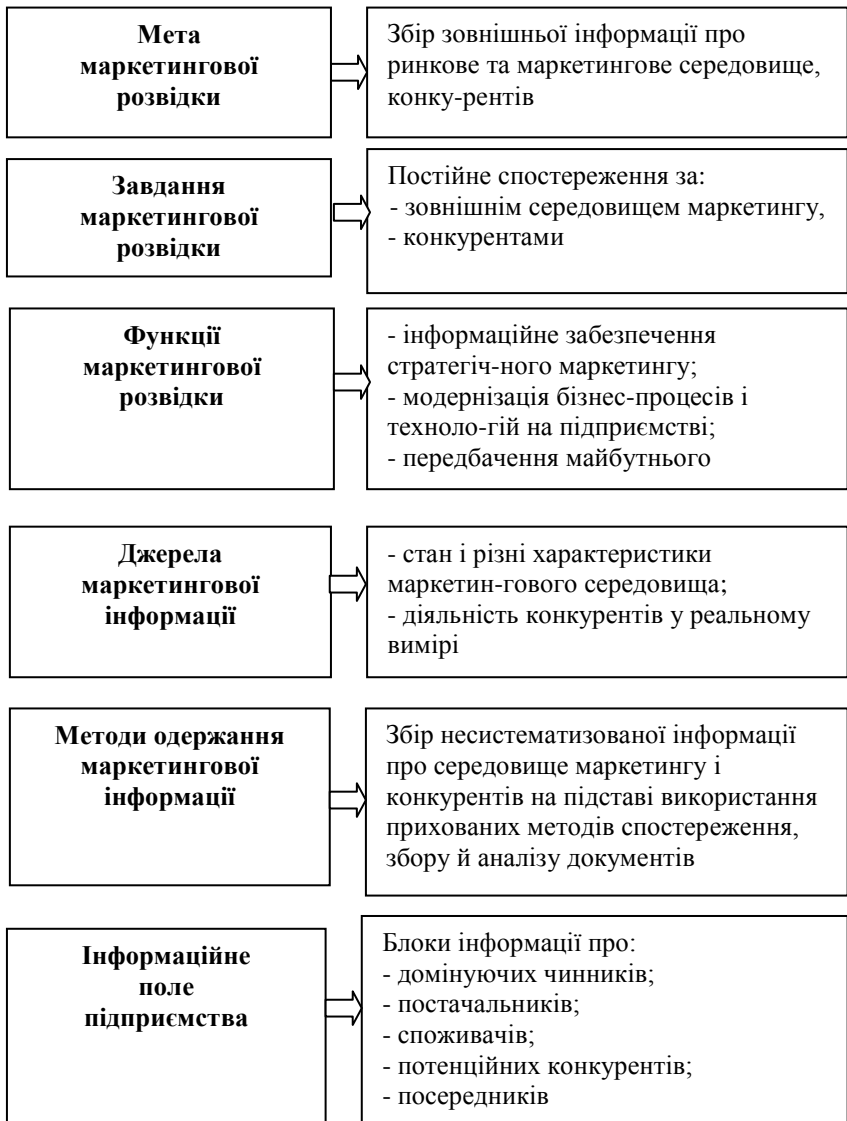 Мета
маркетингової
розвідки
Збір зовнішньої інформації про
ринкове та маркетингове середовище,
конку-рентів
Завдання
маркетингової
розвідки
Постійне спостереження за:
- зовнішнім середовищем маркетингу,
- конкурентами
Функції
маркетингової
розвідки
- інформаційне забезпечення
стратегіч-ного маркетингу;
- модернізація бізнес-процесів і
техноло-гій на підприємстві;
- передбачення майбутнього
Джерела
маркетингової
інформації
- стан і різні характеристики
маркетин-гового середовища;
- діяльність конкурентів у реальному
вимірі
Методи одержання
маркетингової
інформації
Збір несистематизованої інформації
про середовище маркетингу і
конкурентів на підставі використання
прихованих методів спостереження,
збору й аналізу документів
Інформаційне
поле
підприємства
Блоки інформації про:
- домінуючих чинників;
- постачальників;
- споживачів;
- потенційних конкурентів;
- посередників